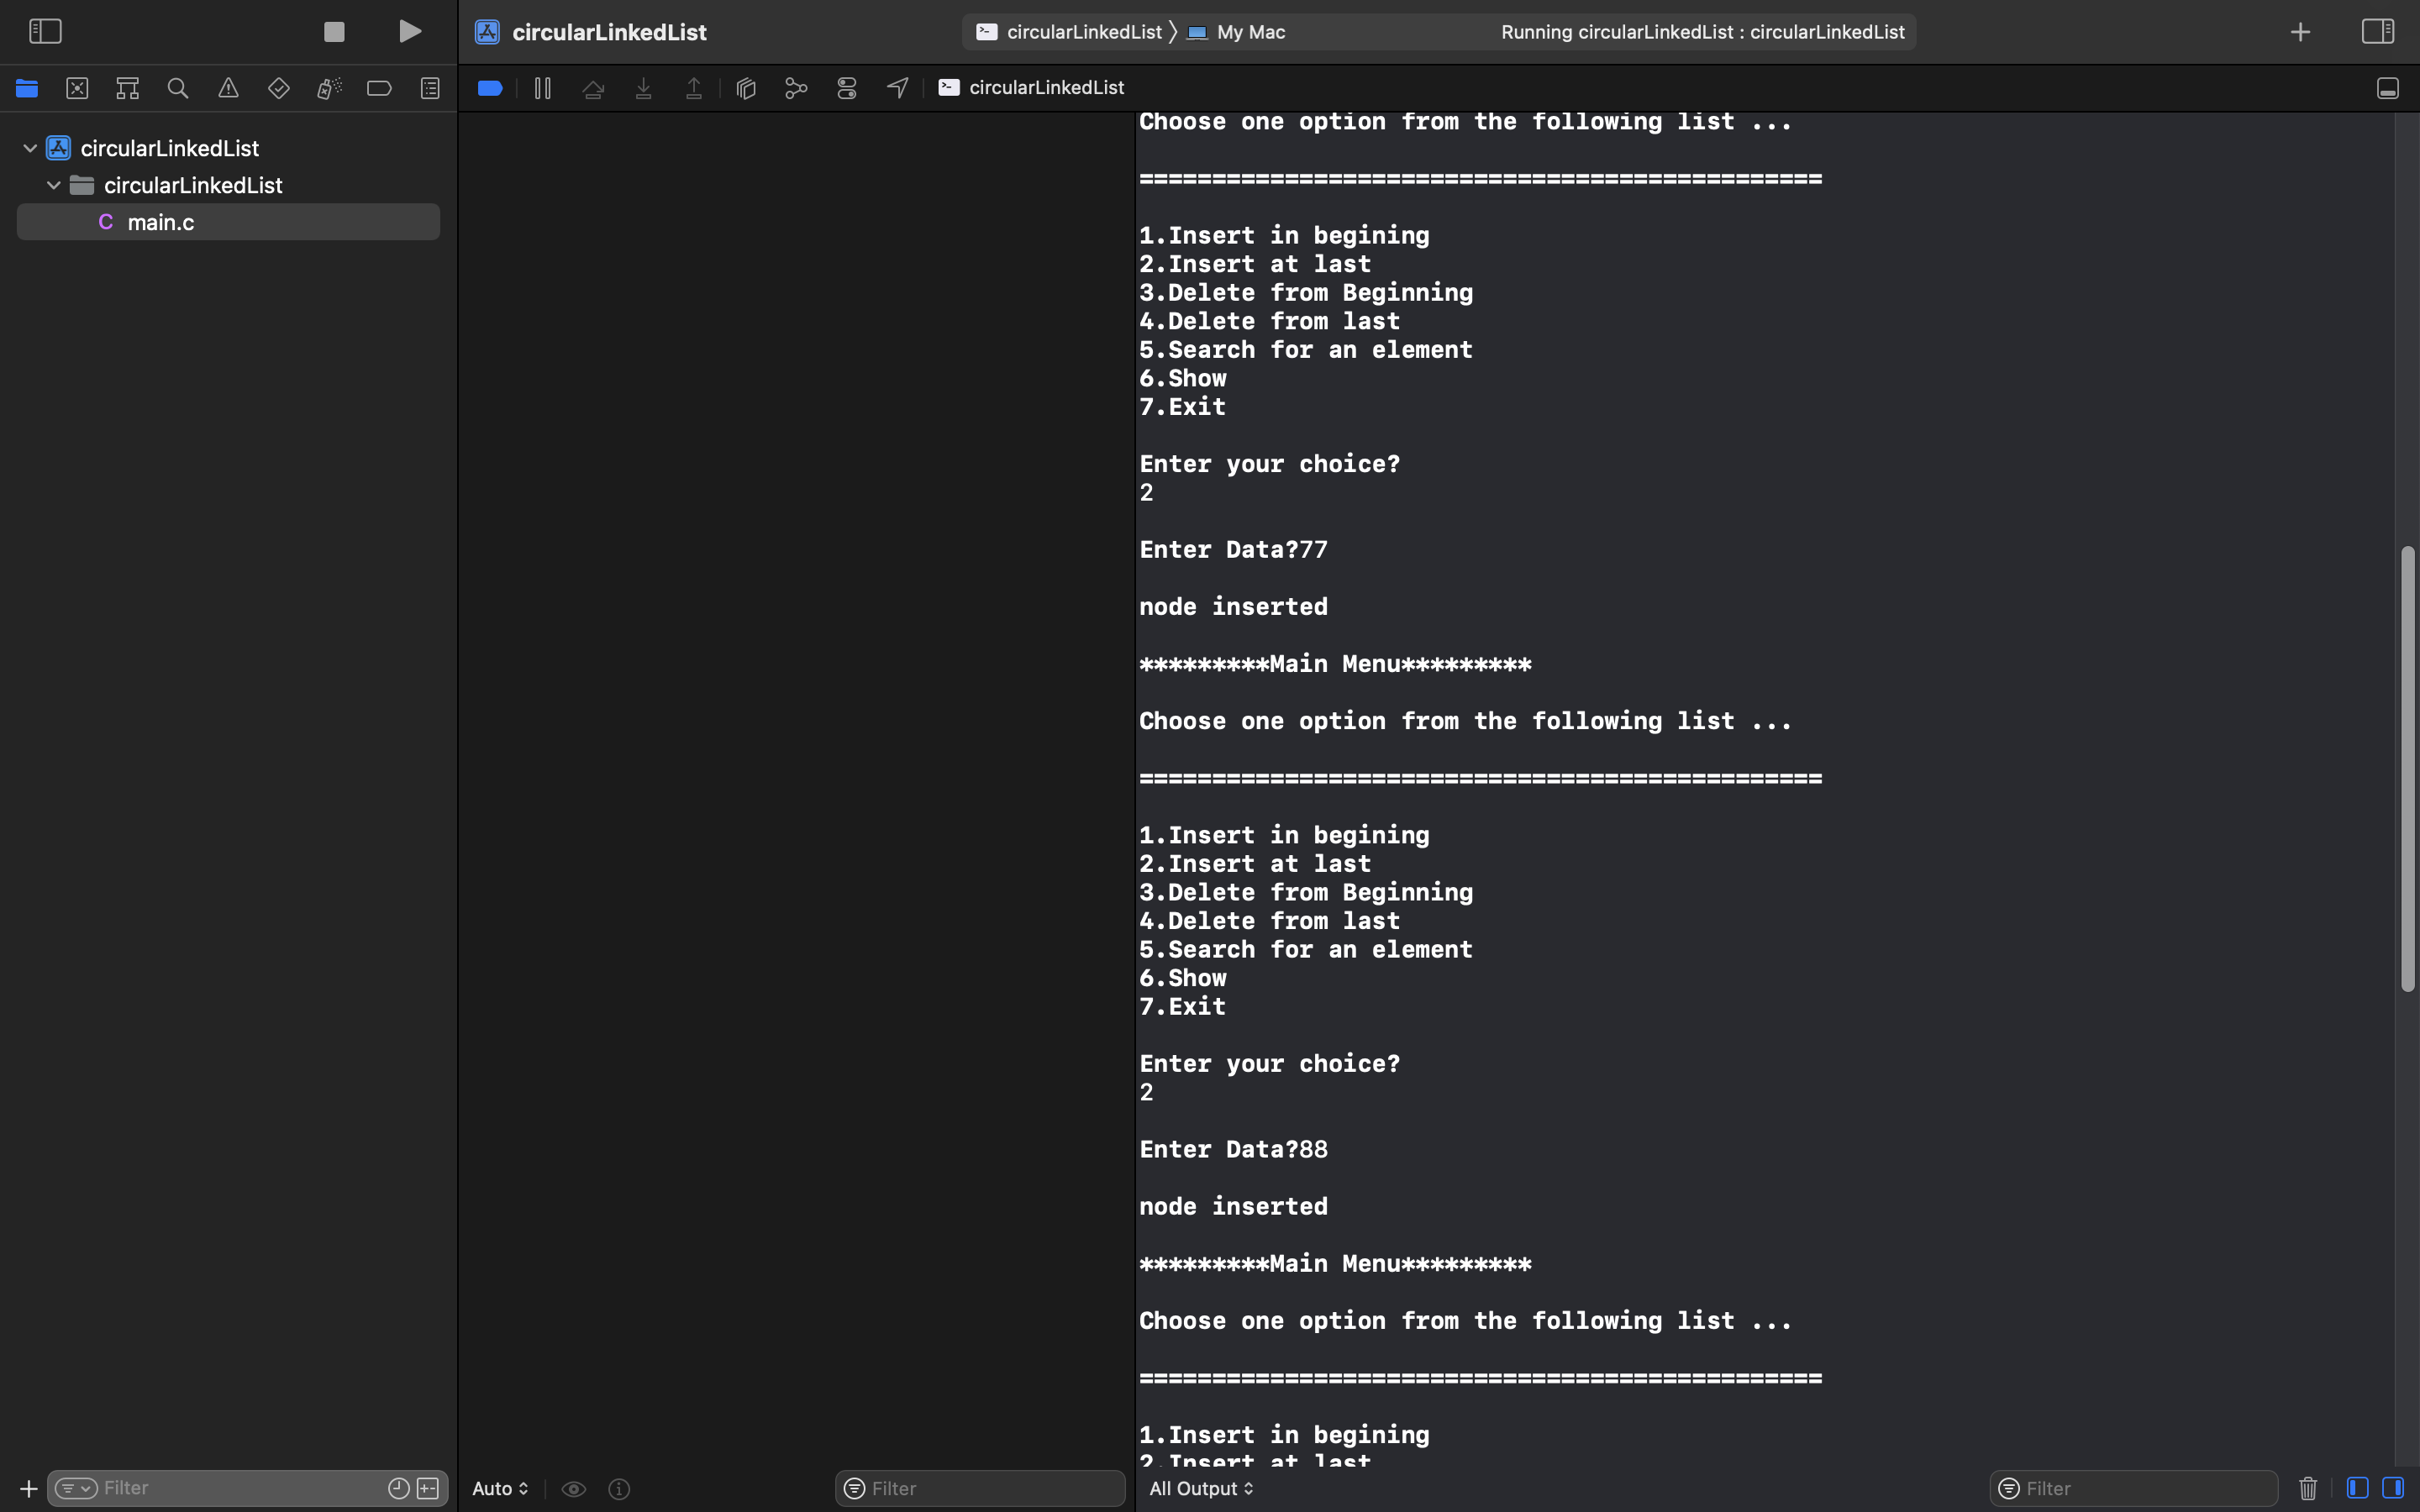 circularLinkedList
circularLinkedList 〉 My Mac
Running circularLinkedList : circularLinkedList
circularLinkedList
circularLinkedList
circularLinkedList
C main.c
Choose one option from the following list ...
===============================================
1.Insert in begining
2.Insert at last
3.Delete from Beginning
4.Delete from last
5.Search for an element
6.Show
7.Exit
Enter your choice?
2
Enter Data?77
node inserted
*********Main Menu*********
Choose one option from the following list ...
===============================================
1.Insert in begining
2.Insert at last
3.Delete from Beginning
4.Delete from last
5.Search for an element
6.Show
7.Exit
Enter your choice?
2
Enter Data?88
node inserted
*********Main Menu*********
Choose one option from the following list ...
===============================================
1.Insert in begining
2.Insert at last
Filter
Auto
Filter
All Output
Filter